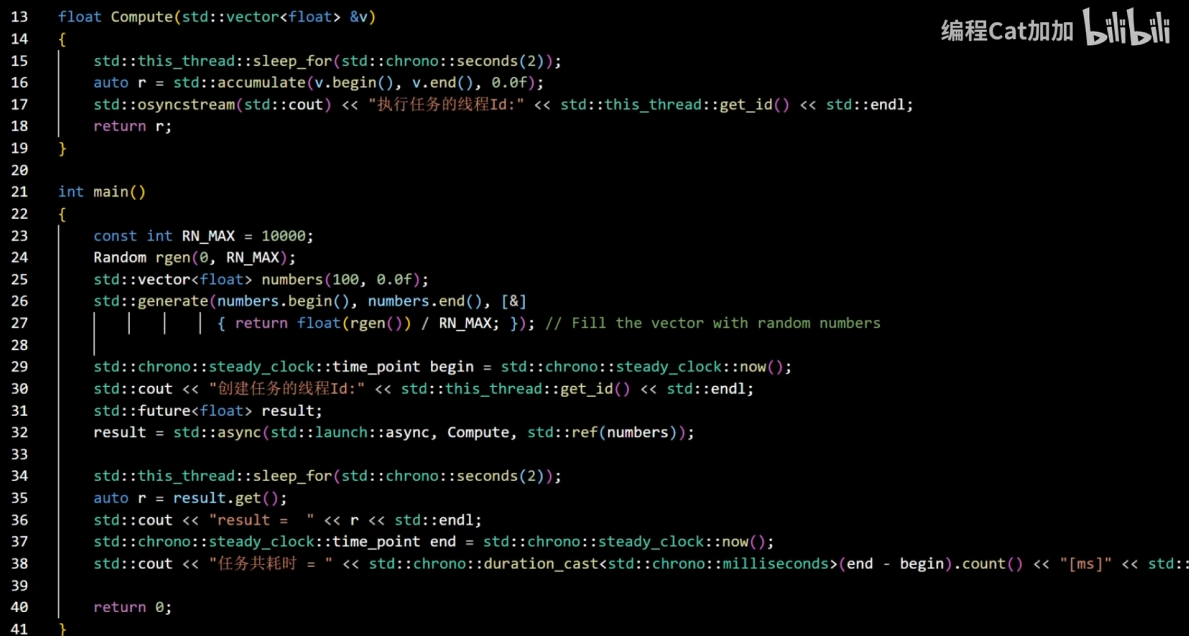 编程Cat加加 bilibili
13 float Compute(std::vector<float> &v)
14 {
15     std::this_thread::sleep_for(std::chrono::seconds(2));
16     auto r = std::accumulate(v.begin(), v.end(), 0.0f);
17     std::osyncstream(std::cout) << "执行任务的线程Id:" << std::this_thread::get_id() << std::endl;
18     return r;
19 }
20
21 int main()
22 {
23     const int RN_MAX = 10000;
24     Random rgen(0, RN_MAX);
25     std::vector<float> numbers(100, 0.0f);
26     std::generate(numbers.begin(), numbers.end(), [&]
27                   { return float(rgen()) / RN_MAX; }); // Fill the vector with random numbers
28
29     std::chrono::steady_clock::time_point begin = std::chrono::steady_clock::now();
30     std::cout << "创建任务的线程Id:" << std::this_thread::get_id() << std::endl;
31     std::future<float> result;
32     result = std::async(std::launch::async, Compute, std::ref(numbers));
33
34     std::this_thread::sleep_for(std::chrono::seconds(2));
35     auto r = result.get();
36     std::cout << "result =  " << r << std::endl;
37     std::chrono::steady_clock::time_point end = std::chrono::steady_clock::now();
38     std::cout << "任务共耗时 = " << std::chrono::duration_cast<std::chrono::milliseconds>(end - begin).count() << "[ms]" << std::
39
40     return 0;
41 }